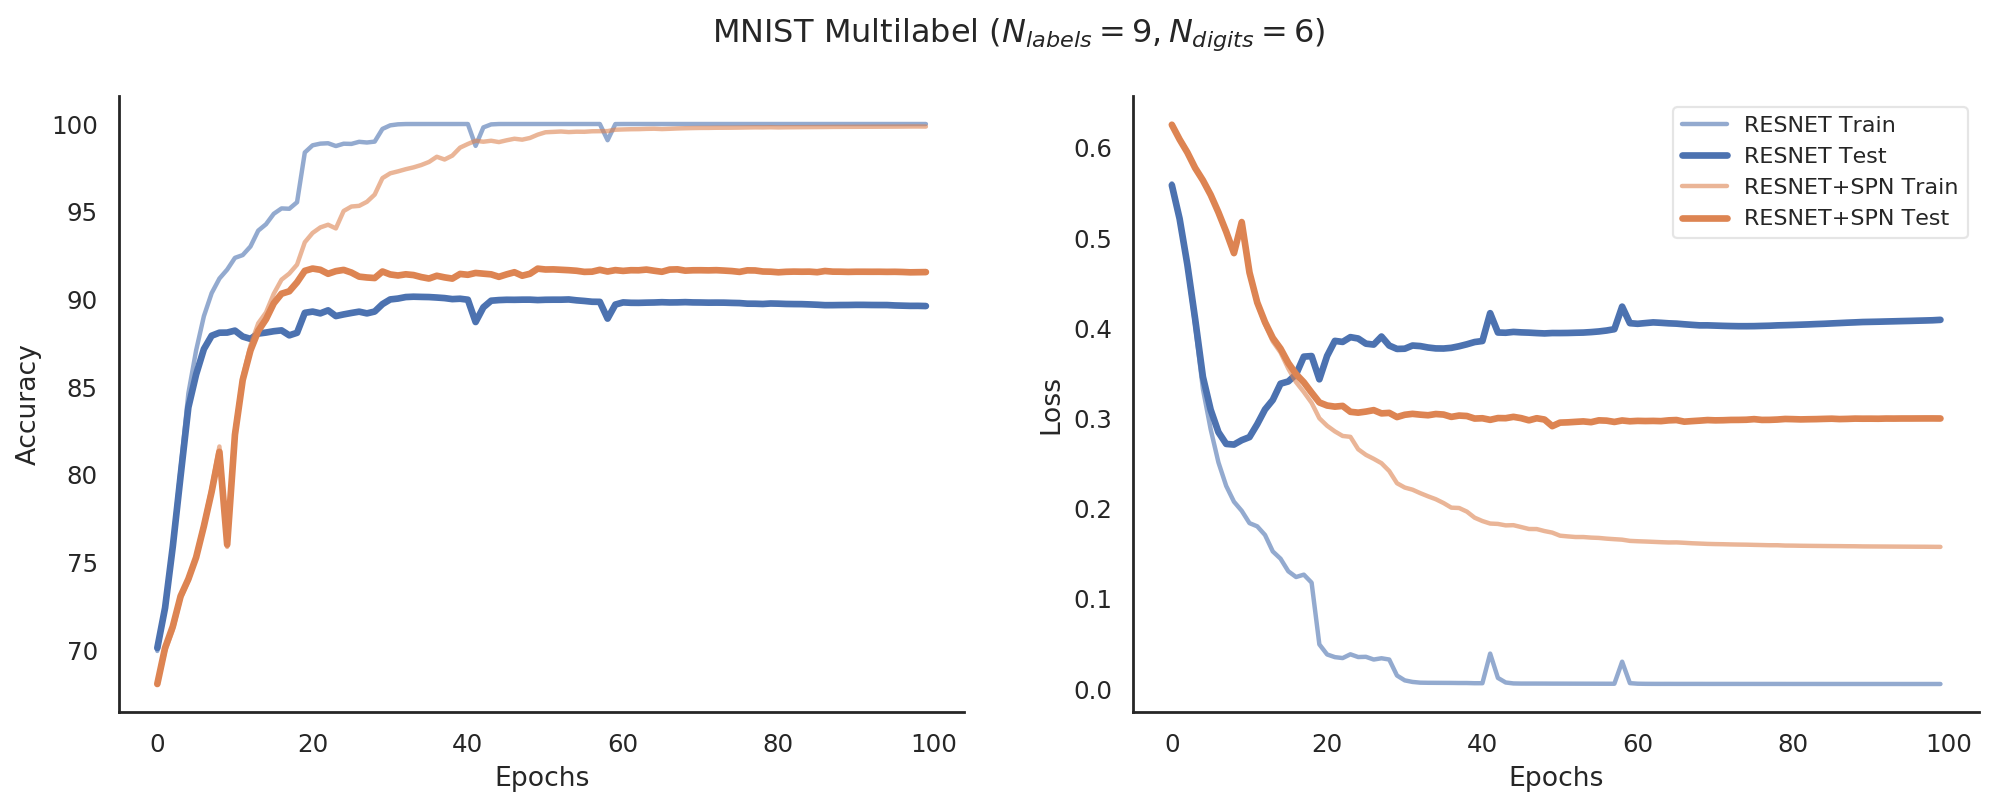 MNIST Multilabel (N_labels = 9, N_digits = 6)
Accuracy
100
95
90
85
80
75
70
0 20 40 60 80 100
Epochs
Loss
0.6
0.5
0.4
0.3
0.2
0.1
0.0
0 20 40 60 80 100
Epochs
RESNET Train
RESNET Test
RESNET+SPN Train
RESNET+SPN Test